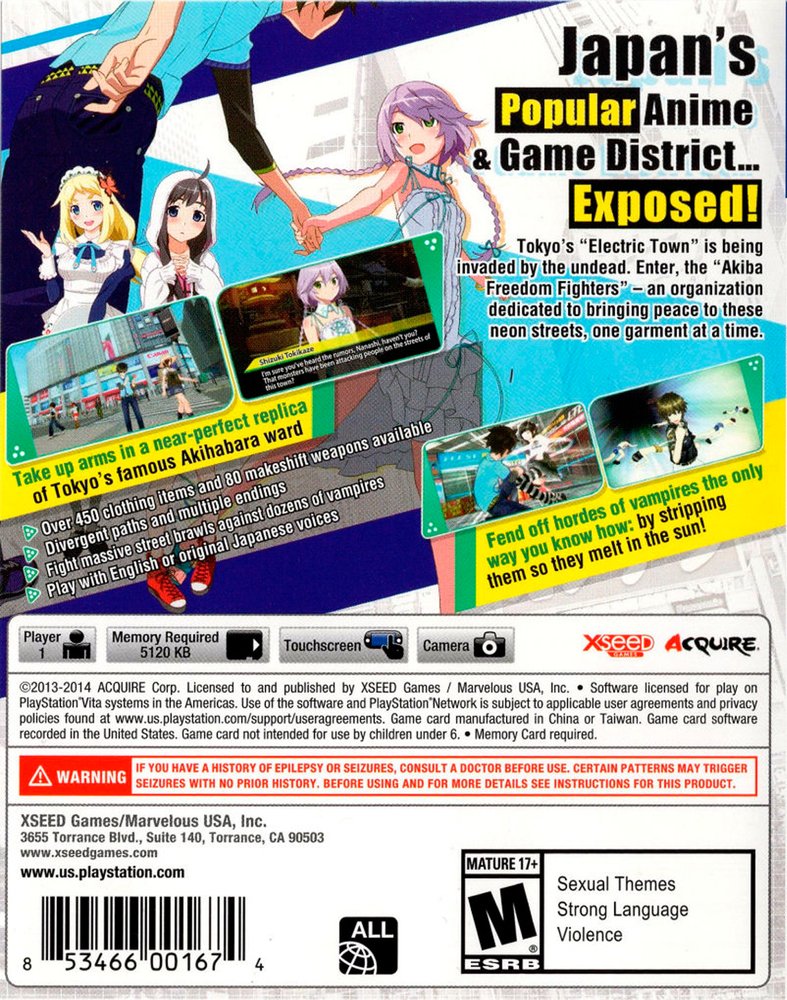 Japan's
Popular Anime
& Game District...
Exposed!
Tokyo's "Electric Town" is being
invaded by the undead. Enter, the "Akiba
Freedom Fighters" – an organization
dedicated to bringing peace to these
neon streets, one garment at a time.
Shizuki Tokikaze
I'm sure you've heard the rumors, Nanashi, haven't you?
That monsters have been attacking people on the streets of
this town?
Canon
Take up arms in a near-perfect replica
of Tokyo's famous Akihabara ward
Over 450 clothing items and 80 makeshift weapons available
Divergent paths and multiple endings
Fight massive street brawls against dozens of vampires
Play with English or original Japanese voices
Fend off hordes of vampires the only
way you know how: by stripping
them so they melt in the sun!
Player
1
Memory Required
5120 KB
Touchscreen
Camera
XSEED
GAMES
ACQUIRE.
©2013-2014 ACQUIRE Corp. Licensed to and published by XSEED Games / Marvelous USA, Inc. • Software licensed for play on
PlayStation®Vita systems in the Americas. Use of the software and PlayStation®Network is subject to applicable user agreements and privacy
policies found at www.us.playstation.com/support/useragreements. Game card manufactured in China or Taiwan. Game card software
recorded in the United States. Game card not intended for use by children under 6. • Memory Card required.
WARNING
IF YOU HAVE A HISTORY OF EPILEPSY OR SEIZURES, CONSULT A DOCTOR BEFORE USE. CERTAIN PATTERNS MAY TRIGGER
SEIZURES WITH NO PRIOR HISTORY. BEFORE USING AND FOR MORE DETAILS SEE INSTRUCTIONS FOR THIS PRODUCT.
XSEED Games/Marvelous USA, Inc.
3655 Torrance Blvd., Suite 140, Torrance, CA 90503
www.xseedgames.com
www.us.playstation.com
8 53466 00167 4
ALL
MATURE 17+
M
®
ESRB
Sexual Themes
Strong Language
Violence